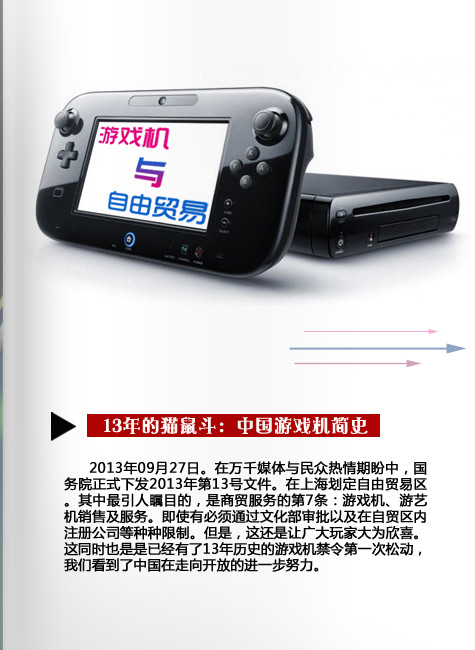 游戏机
与
自由贸易
13年的猫鼠斗：中国游戏机简史
2013年09月27日。在万千媒体与民众热情期盼中，国
务院正式下发2013年第13号文件。在上海划定自由贸易区
。其中最引人瞩目的，是商贸服务的第7条：游戏机、游艺
机销售及服务。即使有必须通过文化部审批以及在自贸区内
注册公司等种种限制。但是，这还是让广大玩家大为欣喜。
这同时也是是已经有了13年历史的游戏机禁令第一次松动，
我们看到了中国在走向开放的进一步努力。